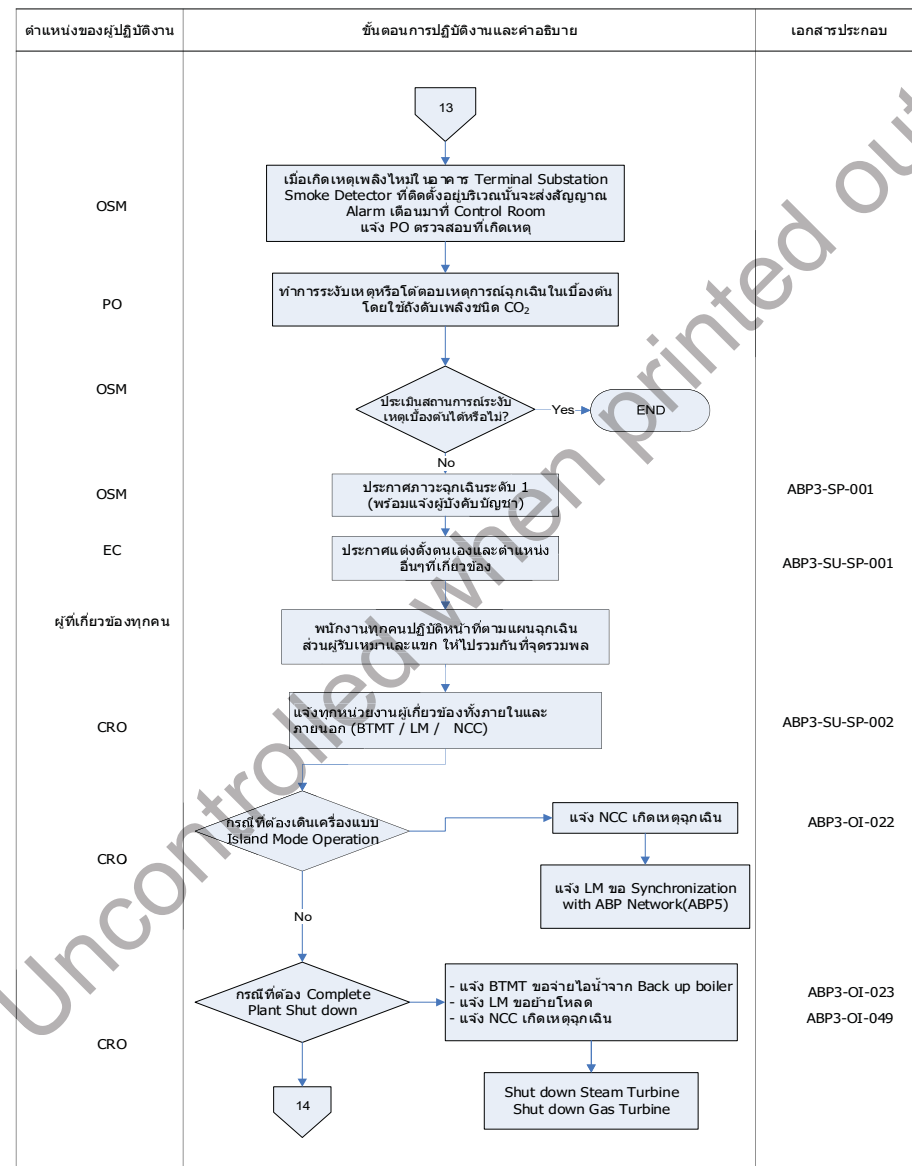 ตำแหน่งของผู้ปฏิบัติงาน
ขั้นตอนการปฏิบัติงานและคำอธิบาย
เอกสารประกอบ
13
OSM
เมื่อเกิดเหตุเพลิงไหม้ในอาคาร Terminal Substation
Smoke Detector ที่ติดตั้งอยู่บริเวณนั้นจะส่งสัญญาณ
Alarm เตือนมาที่ Control Room
แจ้ง PO ตรวจสอบที่เกิดเหตุ
PO
ทำการระงับเหตุหรือโต้ตอบเหตุการณ์ฉุกเฉินในเบื้องต้น
โดยใช้ถังดับเพลิงชนิด CO₂
OSM
ประเมินสถานการณ์ระงับ
เหตุเบื้องต้นได้หรือไม่?
Yes
END
No
OSM
ประกาศภาวะฉุกเฉินระดับ 1
(พร้อมแจ้งผู้บังคับบัญชา)
ABP3-SP-001
EC
ประกาศแต่งตั้งตนเองและตำแหน่ง
อื่นๆที่เกี่ยวข้อง
ABP3-SU-SP-001
ผู้ที่เกี่ยวข้องทุกคน
พนักงานทุกคนปฏิบัติหน้าที่ตามแผนฉุกเฉิน
ส่วนผู้รับเหมาและแขก ให้ไปรวมกันที่จุดรวมพล
CRO
แจ้งทุกหน่วยงานผู้เกี่ยวข้องทั้งภายในและ
ภายนอก (BTMT / LM / NCC)
ABP3-SU-SP-002
CRO
กรณีที่ต้องเดินเครื่องแบบ
Island Mode Operation
แจ้ง NCC เกิดเหตุฉุกเฉิน
ABP3-OI-022
แจ้ง LM ขอ Synchronization
with ABP Network(ABP5)
No
CRO
กรณีที่ต้อง Complete
Plant Shut down
- แจ้ง BTMT ขอจ่ายไอน้ำจาก Back up boiler
- แจ้ง LM ขอย้ายโหลด
- แจ้ง NCC เกิดเหตุฉุกเฉิน
ABP3-OI-023
ABP3-OI-049
Shut down Steam Turbine
Shut down Gas Turbine
14
Uncontrolled when printed out